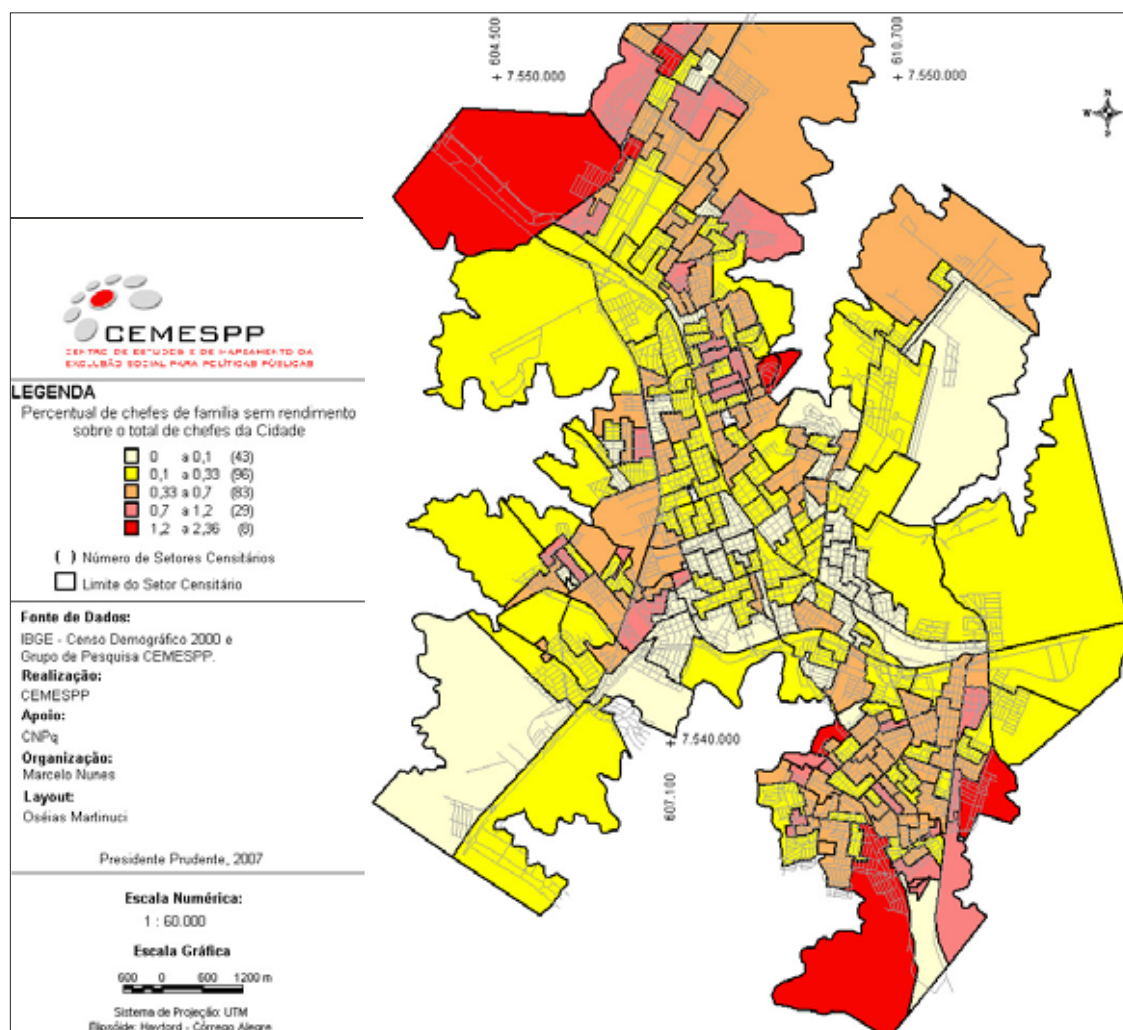 604.500
+ 7.550.000
610.700
+ 7.550.000
N
W
E
S
CEMESPP
CENTRO DE ESTUDOS E DE MAPEAMENTO DA
EXCLUSÃO SOCIAL PARA POLÍTICAS PÚBLICAS
LEGENDA
Percentual de chefes de família sem rendimento
sobre o total de chefes da Cidade
0 a 0,1 (43)
0,1 a 0,33 (96)
0,33 a 0,7 (83)
0,7 a 1,2 (29)
1,2 a 2,36 (8)
( ) Número de Setores Censitários
Limite do Setor Censitário
Fonte de Dados:
IBGE - Censo Demográfico 2000 e
Grupo de Pesquisa CEMESPP.
Realização:
CEMESPP
Apoio:
CNPq
Organização:
Marcelo Nunes
Layout:
Oséias Martinuci
Presidente Prudente, 2007
Escala Numérica:
1 : 60.000
Escala Gráfica
600 0 600 1200 m
Sistema de Projeção: UTM
Elipsóide: Hayford - Córrego Alegre
+ 7.540.000
607.100